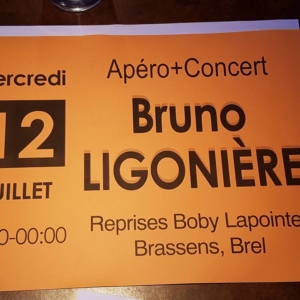 ercredi
12
UILLET
0-00:00
Apéro+Concert
Bruno
LIGONIÈRE
Reprises Boby Lapointe
Brassens, Brel